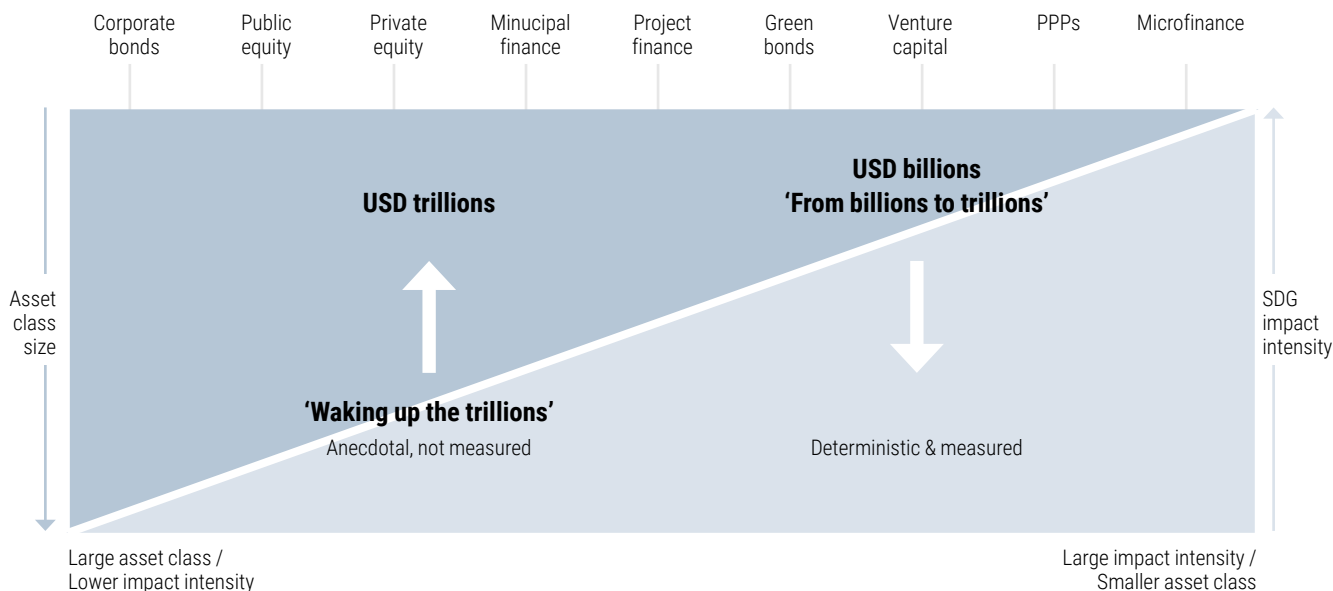 Corporate
bonds
Public
equity
Private
equity
Minucipal
finance
Project
finance
Green
bonds
Venture
capital
PPPs
Microfinance
USD trillions
USD billions
‘From billions to trillions’
Asset
class
size
SDG
impact
intensity
‘Waking up the trillions’
Anecdotal, not measured
Deterministic & measured
Large asset class /
Lower impact intensity
Large impact intensity /
Smaller asset class